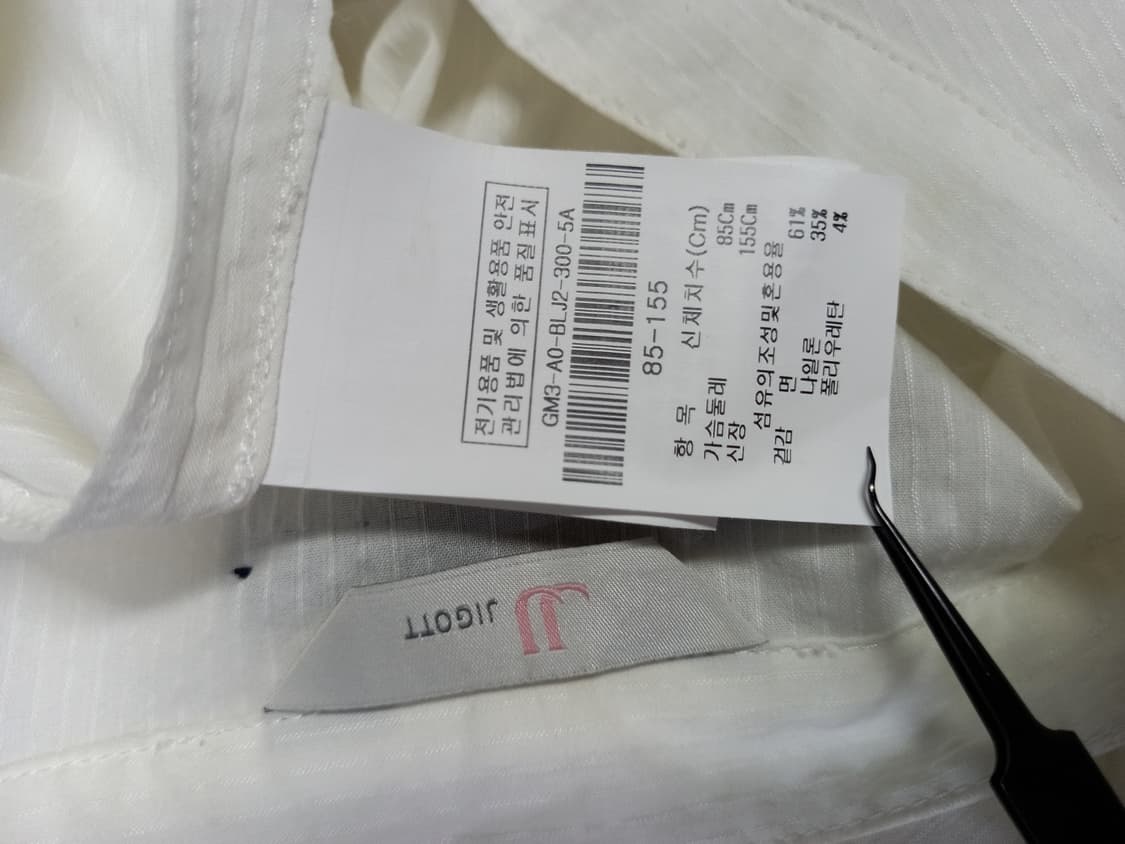 전기용품 및 생활용품 안전
관리법에 의한 품질표시
GM3-A0-BLJ2-300-5A
85-155
항 목 신체치수(Cm)
가슴둘레 85Cm
신장 155Cm
섬유의조성및혼용율
겉감 면 61%
나일론 35%
폴리우레탄 4%
JIGOTT